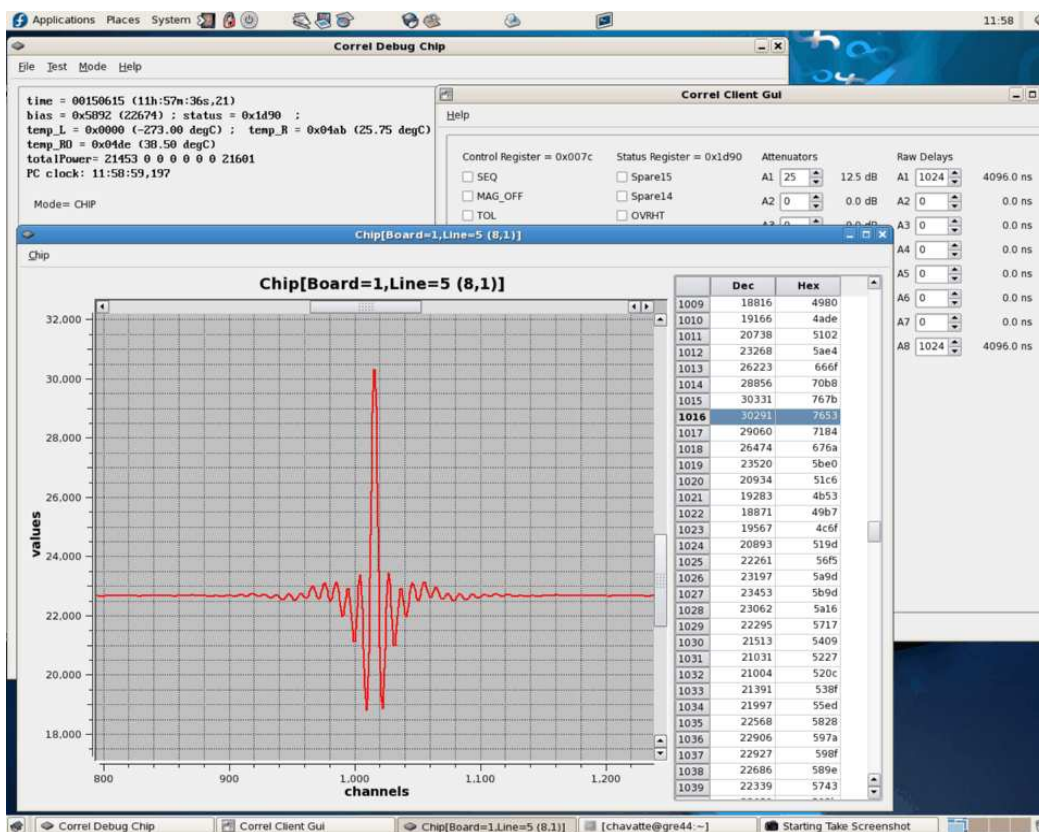 Applications Places System 11:58
Correl Debug Chip
File Test Mode Help
time = 00150615 (11h:57m:36s,21)
bias = 0x5892 (22674) ; status = 0x1d90 ;
temp_L = 0x0000 (-273.00 degC) ; temp_R = 0x04ab (25.75 degC)
temp_RO = 0x04de (38.50 degC)
totalPower= 21453 0 0 0 0 0 0 21601
PC clock: 11:58:59,197
Mode= CHIP
Correl Client Gui
Help
Control Register = 0x007c Status Register = 0x1d90 Attenuators Raw Delays
SEQ Spare15 A1 25 12.5 dB A1 1024 4096.0 ns
MAG_OFF Spare14 A2 0 0.0 dB A2 0 0.0 ns
TOL OVRHT A3 0 0.0 dB A3 0 0.0 ns
A4 0 0.0 ns
A5 0 0.0 ns
A6 0 0.0 ns
A7 0 0.0 ns
A8 1024 4096.0 ns
Chip[Board=1,Line=5 (8,1)]
Chip
Chip[Board=1,Line=5 (8,1)]
32,000
30,000
28,000
26,000
24,000
22,000
20,000
18,000
values
800 900 1,000 1,100 1,200
channels
Dec Hex
1009 18816 4980
1010 19166 4ade
1011 20738 5102
1012 23268 5ae4
1013 26223 666f
1014 28856 70b8
1015 30331 767b
1016 30291 7653
1017 29060 7184
1018 26474 676a
1019 23520 5be0
1020 20934 51c6
1021 19283 4b53
1022 18871 49b7
1023 19567 4c6f
1024 20893 519d
1025 22261 56f5
1026 23197 5a9d
1027 23453 5b9d
1028 23062 5a16
1029 22295 5717
1030 21513 5409
1031 21031 5227
1032 21004 520c
1033 21391 538f
1034 21997 55ed
1035 22568 5828
1036 22906 597a
1037 22927 598f
1038 22686 589e
1039 22339 5743
Correl Debug Chip Correl Client Gui Chip[Board=1,Line=5 (8,1)] [chavatte@gre44:~] Starting Take Screenshot